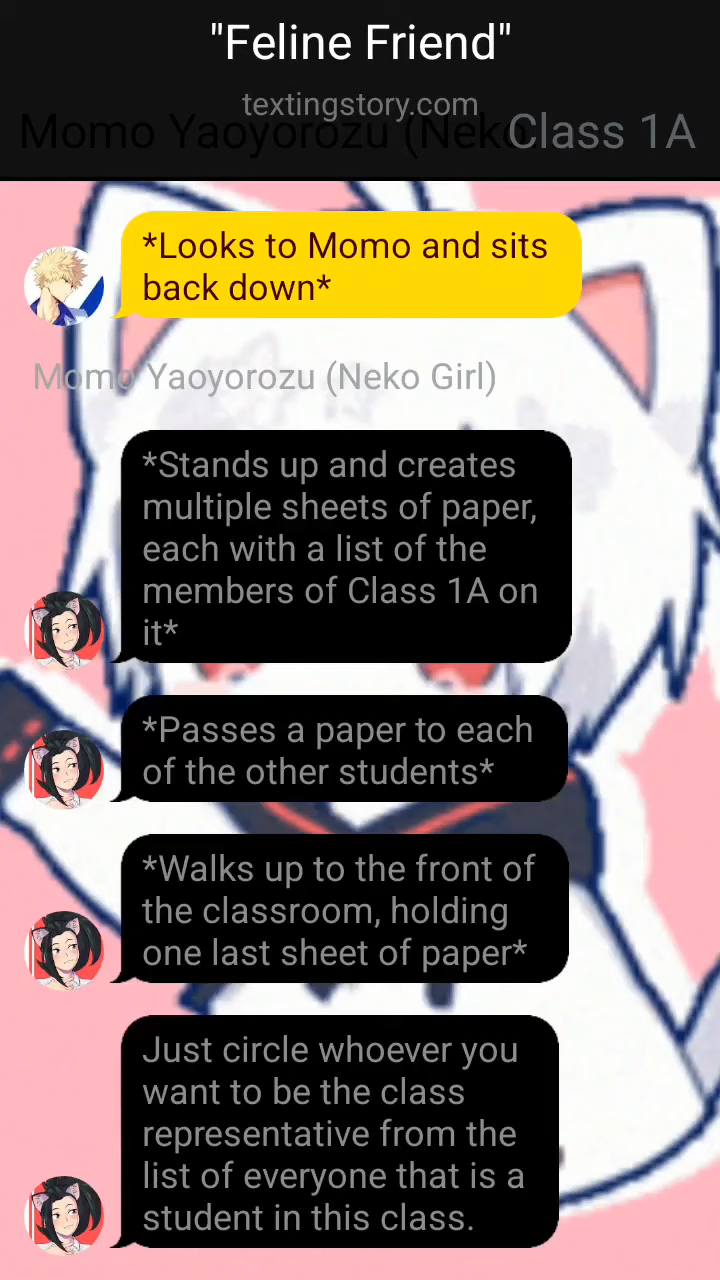 "Feline Friend"
textingstory.com
Momo Yaoyorozu (Neko
Class 1A
*Looks to Momo and sits
back down*
Momo Yaoyorozu (Neko Girl)
*Stands up and creates
multiple sheets of paper,
each with a list of the
members of Class 1A on
it*
*Passes a paper to each
of the other students*
*Walks up to the front of
the classroom, holding
one last sheet of paper*
Just circle whoever you
want to be the class
representative from the
list of everyone that is a
student in this class.